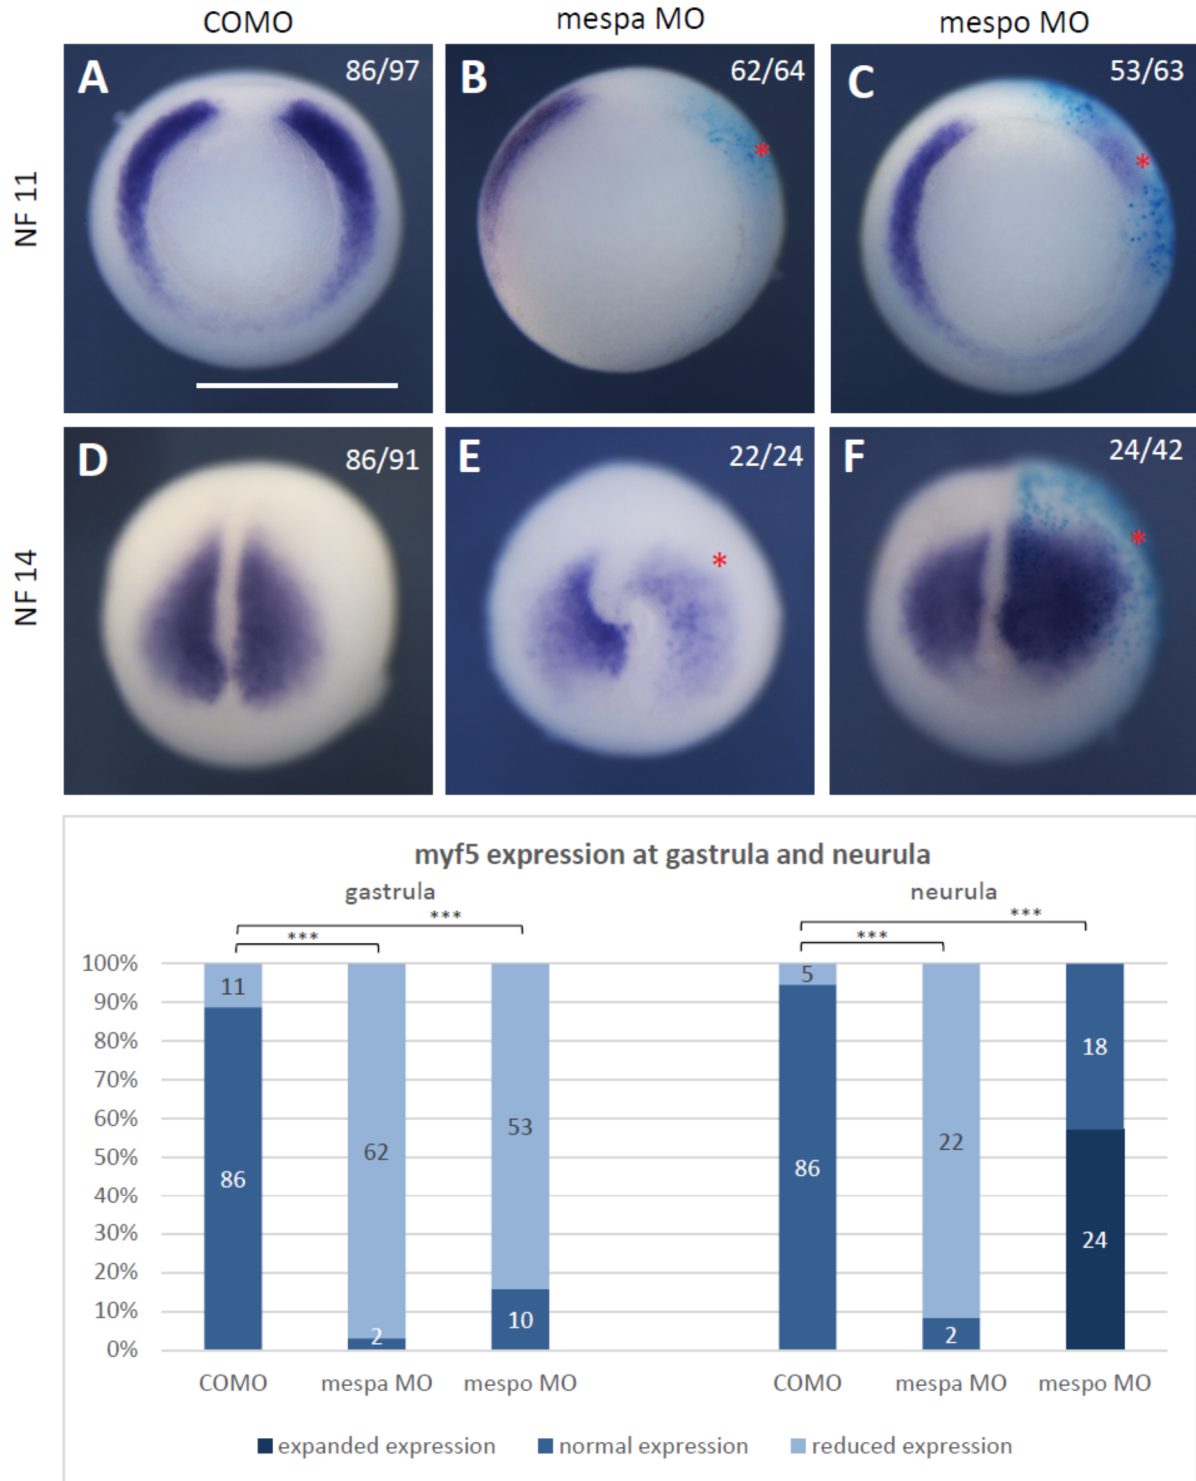 COMO mespa MO mespo MO
NF 11
A 86/97 B 62/64 C 53/63
*
*
NF 14
D 86/91 E 22/24 F 24/42
*
*
myf5 expression at gastrula and neurula
gastrula neurula
*** ***
*** ***
100%
90%
80%
70%
60%
50%
40%
30%
20%
10%
0%
11 5
86 62 53 86 22 18
2 10 2 24
COMO mespa MO mespo MO COMO mespa MO mespo MO
expanded expression normal expression reduced expression